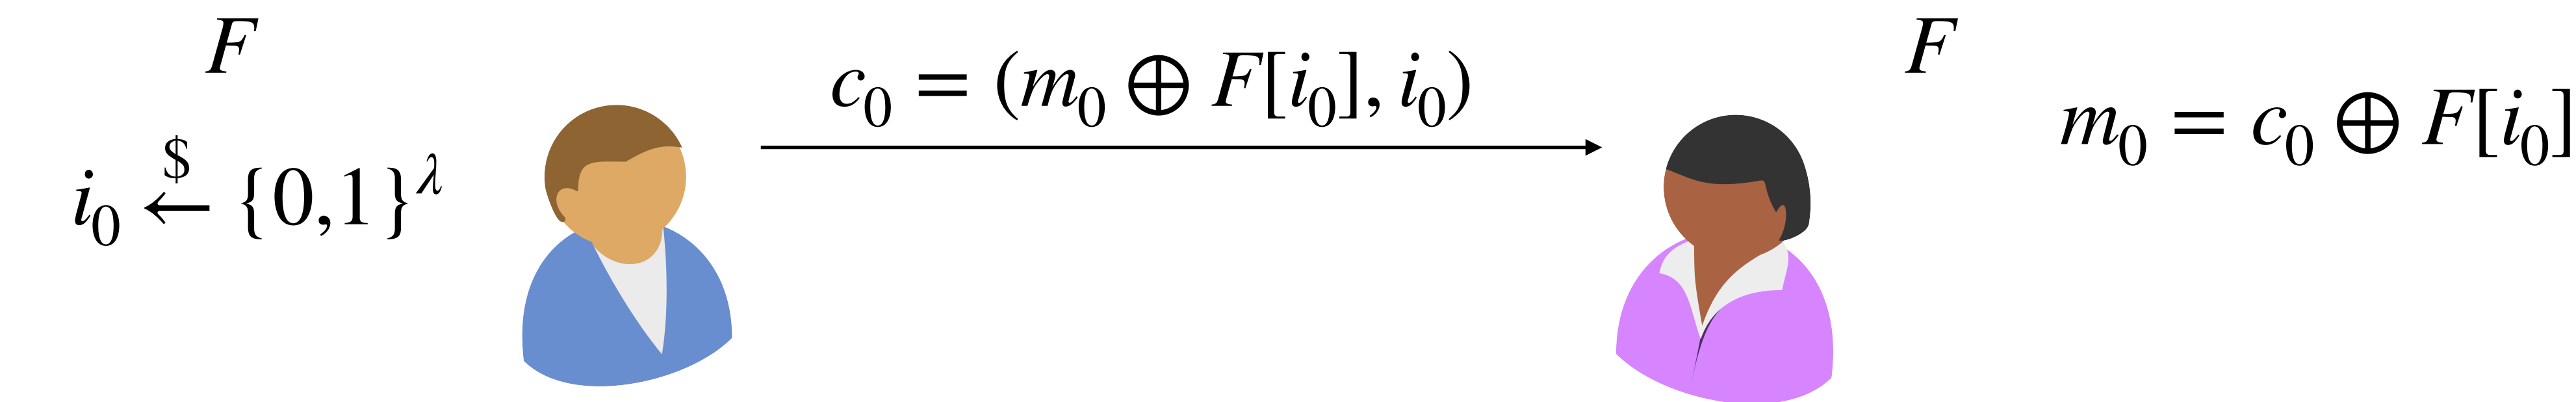 F
i₀ ←$ {0,1}^λ
c₀ = (m₀ ⊕ F[i₀], i₀)
F
m₀ = c₀ ⊕ F[i₀]